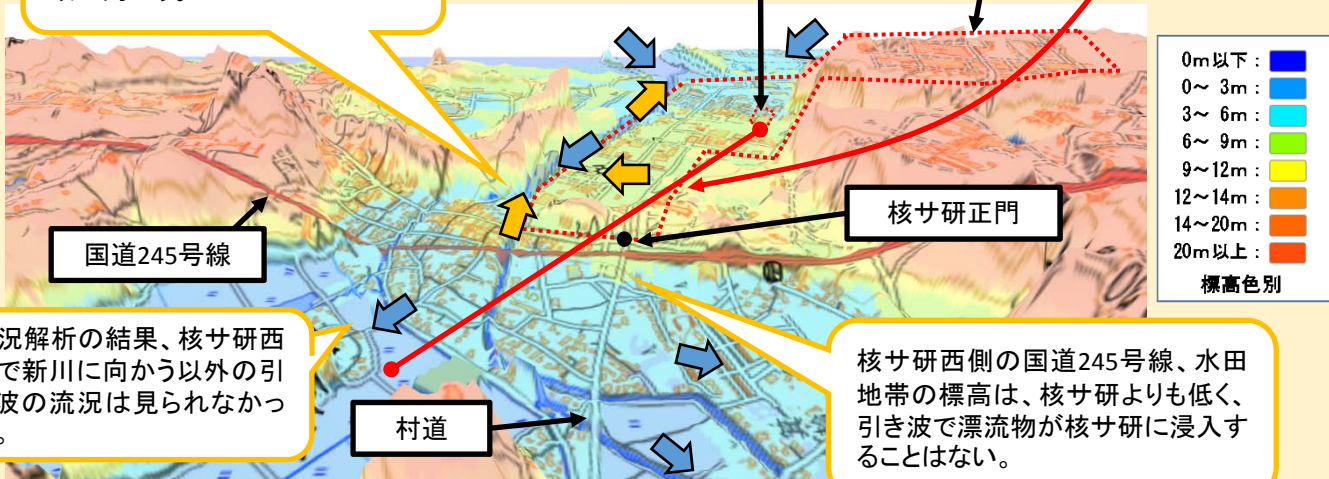 0m以下：
0～ 3m：
3～ 6m：
6～ 9m：
9～12m：
12～14m：
14～20m：
20m以上：
標高色別
核サ研正門
国道245号線
況解析の結果、核サ研西
で新川に向かう以外の引
波の流況は見られなかっ
。
村道
核サ研西側の国道245号線、水田
地帯の標高は、核サ研よりも低く、
引き波で漂流物が核サ研に浸入す
ることはない。